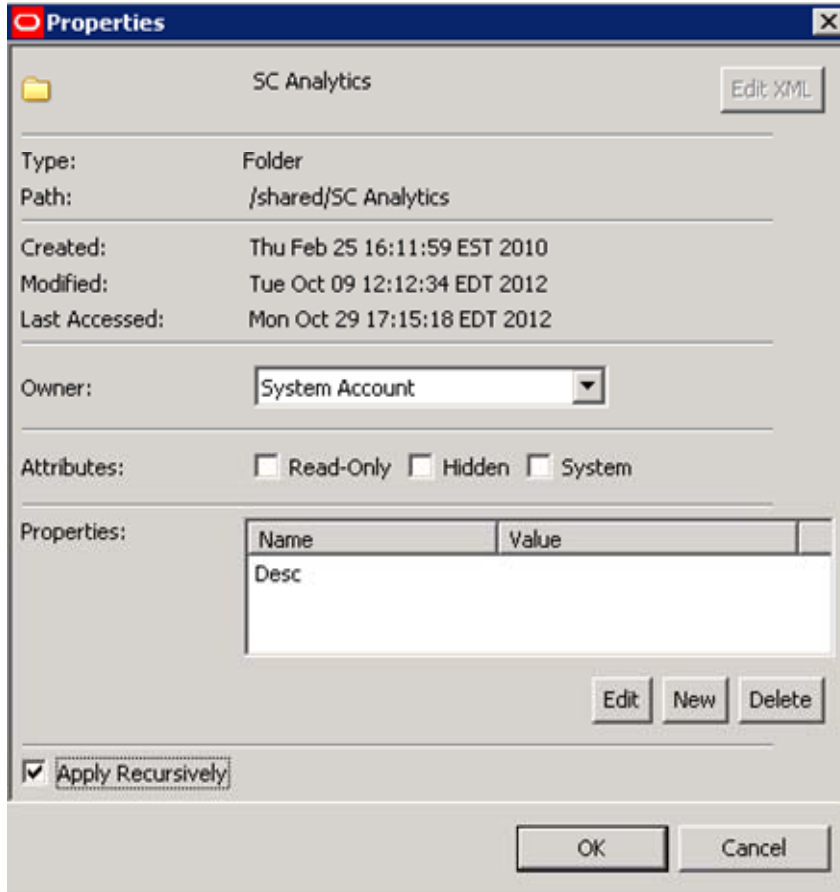 Properties
SC Analytics
Edit XML
Type: Folder
Path: /shared/SC Analytics
Created: Thu Feb 25 16:11:59 EST 2010
Modified: Tue Oct 09 12:12:34 EDT 2012
Last Accessed: Mon Oct 29 17:15:18 EDT 2012
Owner: System Account
Attributes: Read-Only Hidden System
Properties: Name Value
Desc
Edit New Delete
Apply Recursively
OK Cancel